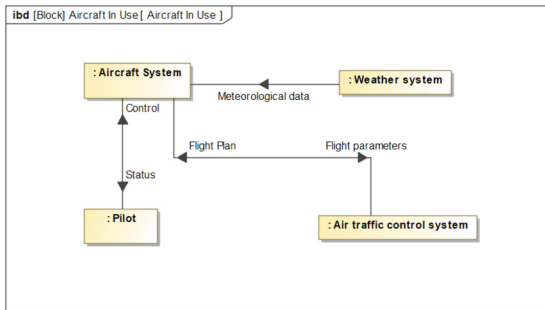 ibd [Block] Aircraft In Use [ Aircraft In Use ]
: Aircraft System
: Weather system
Meteorological data
Control
Flight Plan
Flight parameters
Status
: Pilot
: Air traffic control system